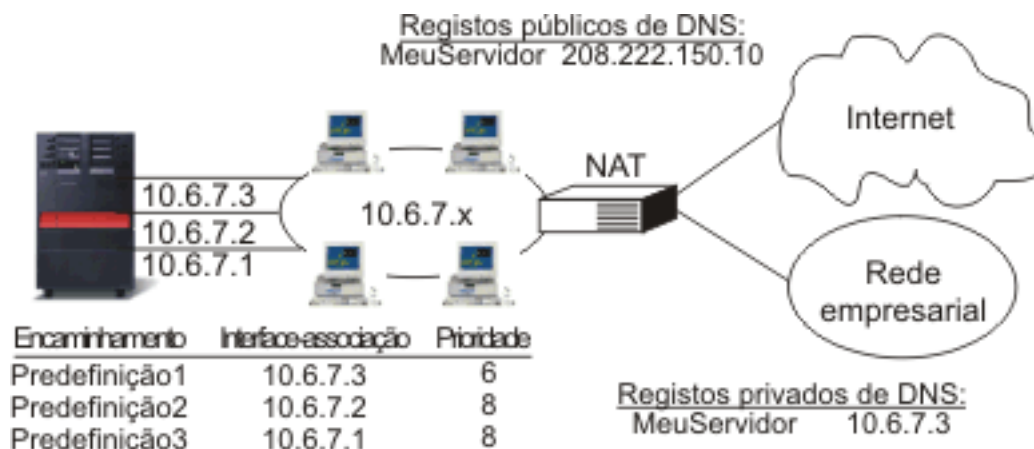 Registos públicos de DNS:
MeuServidor 208.222.150.10
Internet
NAT
10.6.7.3
10.6.7.x
10.6.7.2
10.6.7.1
Rede
empresarial
Encaminhamento Interface-associação Prioridade
Predefinição1 10.6.7.3 6
Predefinição2 10.6.7.2 8
Predefinição3 10.6.7.1 8
Registos privados de DNS:
MeuServidor 10.6.7.3